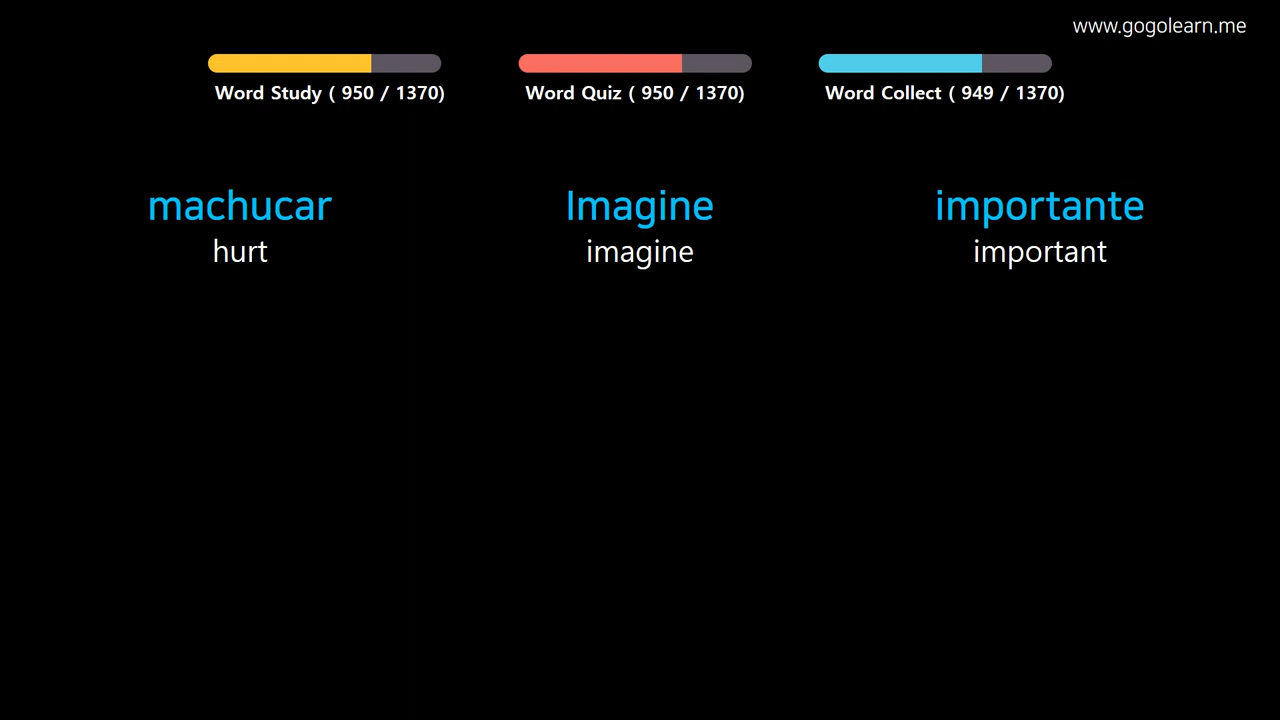 www.gogolearn.me
Word Study ( 950 / 1370)
Word Quiz ( 950 / 1370)
Word Collect ( 949 / 1370)
machucar
hurt
Imagine
imagine
importante
important